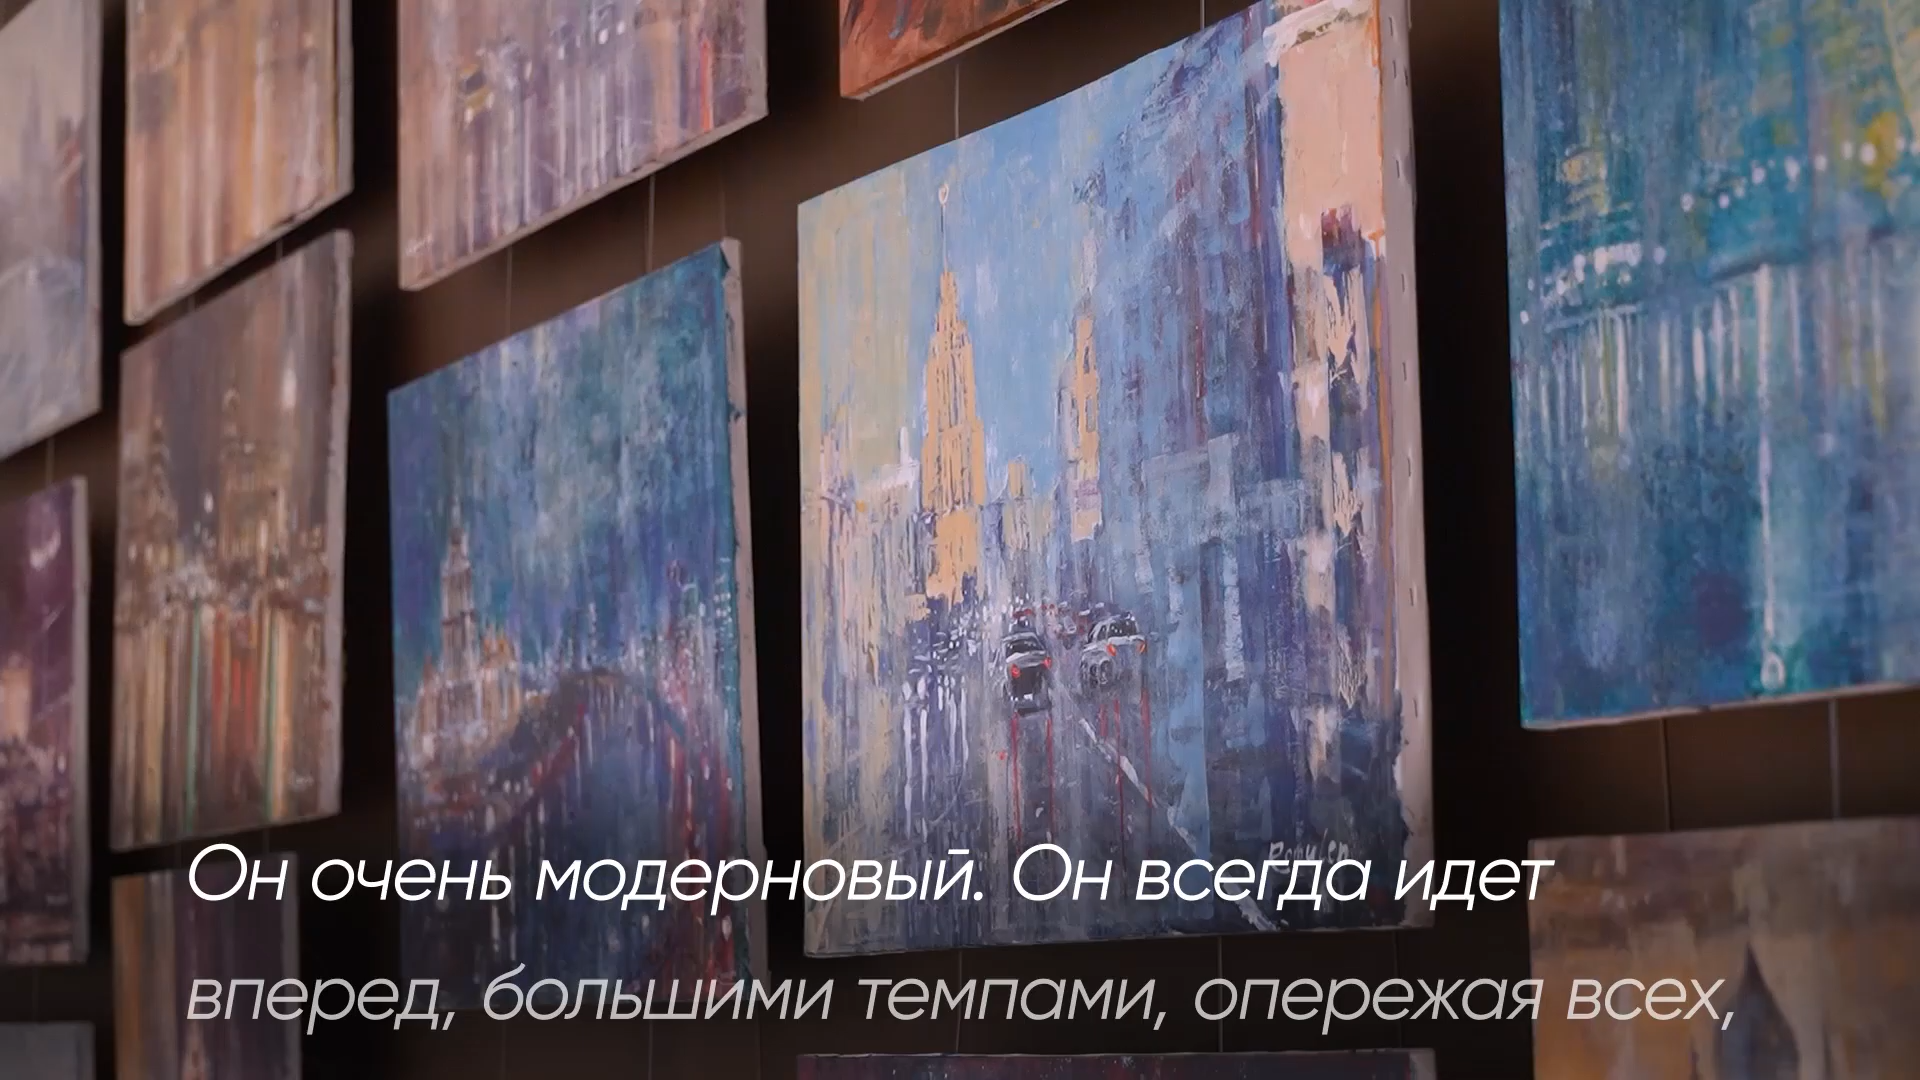 Он очень модерновый. Он всегда идет
вперед, большими темпами, опережая всех,